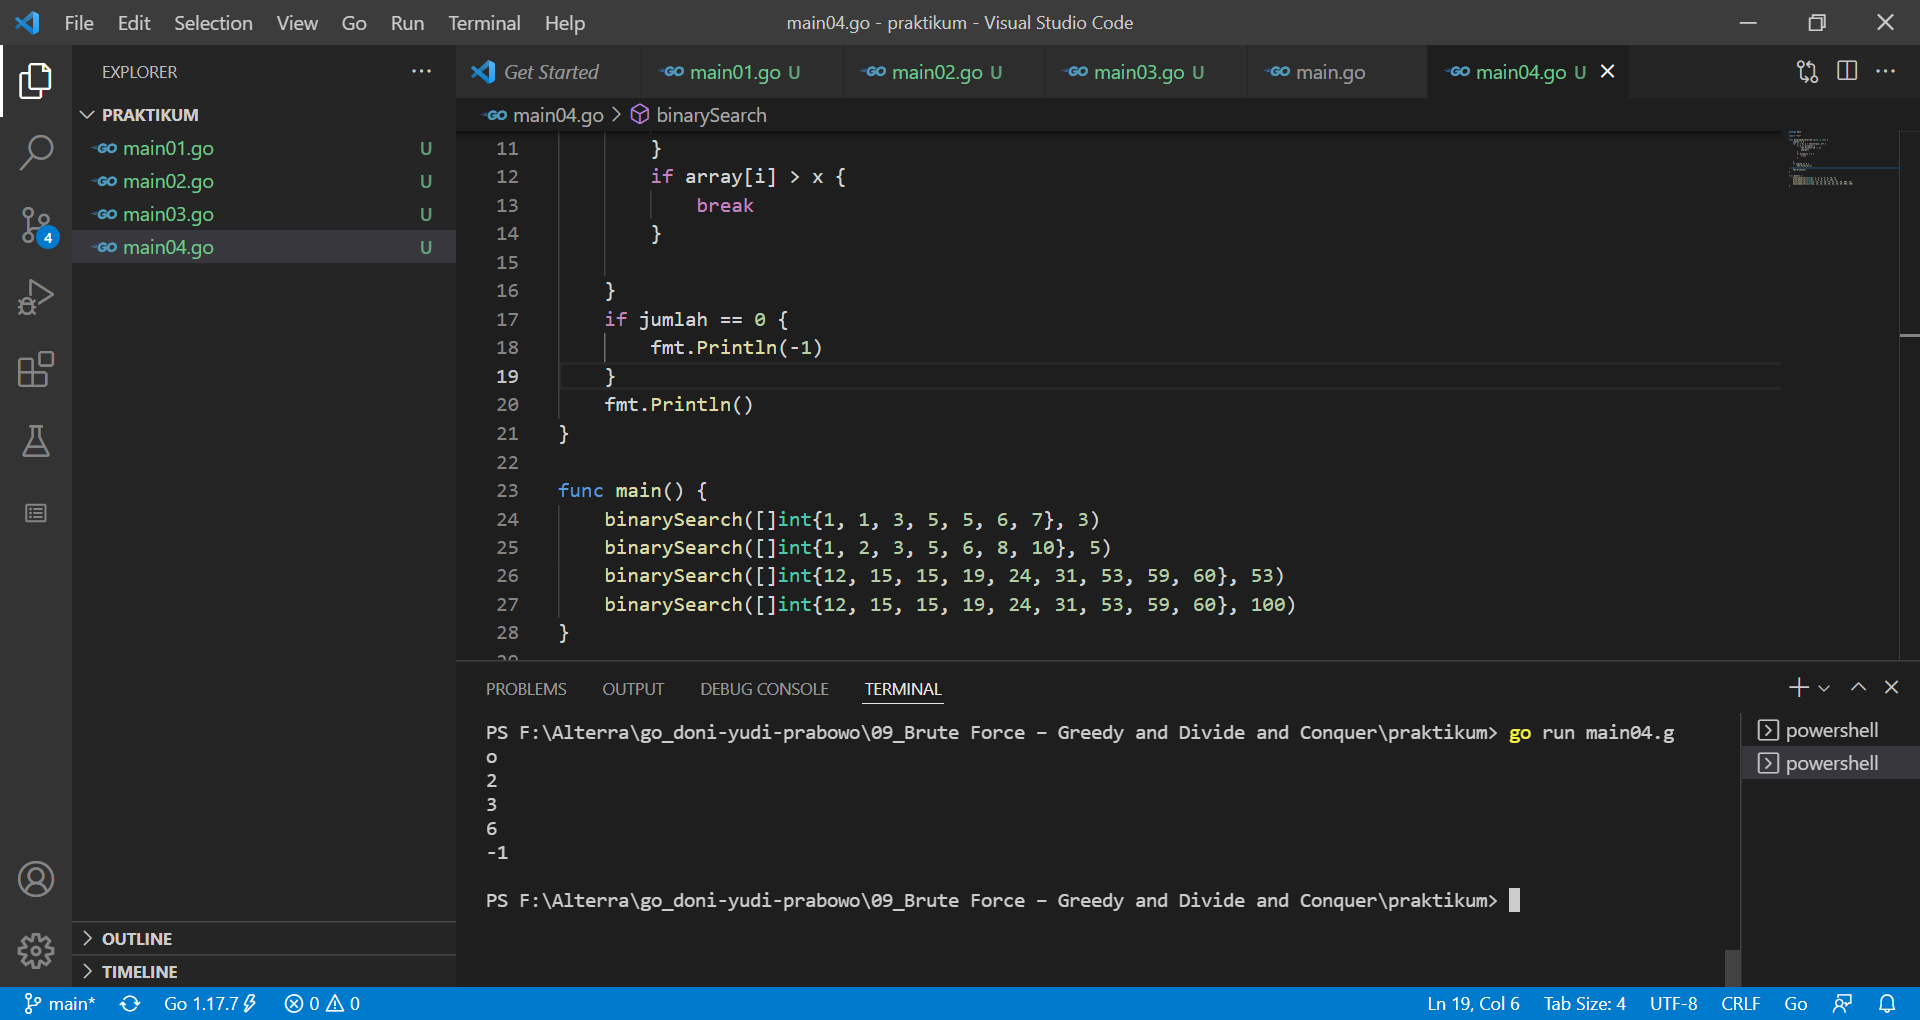 File Edit Selection View Go Run Terminal Help
main04.go - praktikum - Visual Studio Code
EXPLORER
PRAKTIKUM
main01.go U
main02.go U
main03.go U
main04.go U
4
OUTLINE
TIMELINE
Get Started
main01.go U
main02.go U
main03.go U
main.go
main04.go U
main04.go > binarySearch
11 }
12 if array[i] > x {
13 break
14 }
15
16 }
17 if jumlah == 0 {
18 fmt.Println(-1)
19 }
20 fmt.Println()
21 }
22
23 func main() {
24 binarySearch([]int{1, 1, 3, 5, 5, 6, 7}, 3)
25 binarySearch([]int{1, 2, 3, 5, 6, 8, 10}, 5)
26 binarySearch([]int{12, 15, 15, 19, 24, 31, 53, 59, 60}, 53)
27 binarySearch([]int{12, 15, 15, 19, 24, 31, 53, 59, 60}, 100)
28 }
PROBLEMS OUTPUT DEBUG CONSOLE TERMINAL
PS F:\Alterra\go_doni-yudi-prabowo\09_Brute Force – Greedy and Divide and Conquer\praktikum> go run main04.g
o
2
3
6
-1
PS F:\Alterra\go_doni-yudi-prabowo\09_Brute Force – Greedy and Divide and Conquer\praktikum>
powershell
powershell
main* Go 1.17.7 0 0 Ln 19, Col 6 Tab Size: 4 UTF-8 CRLF Go